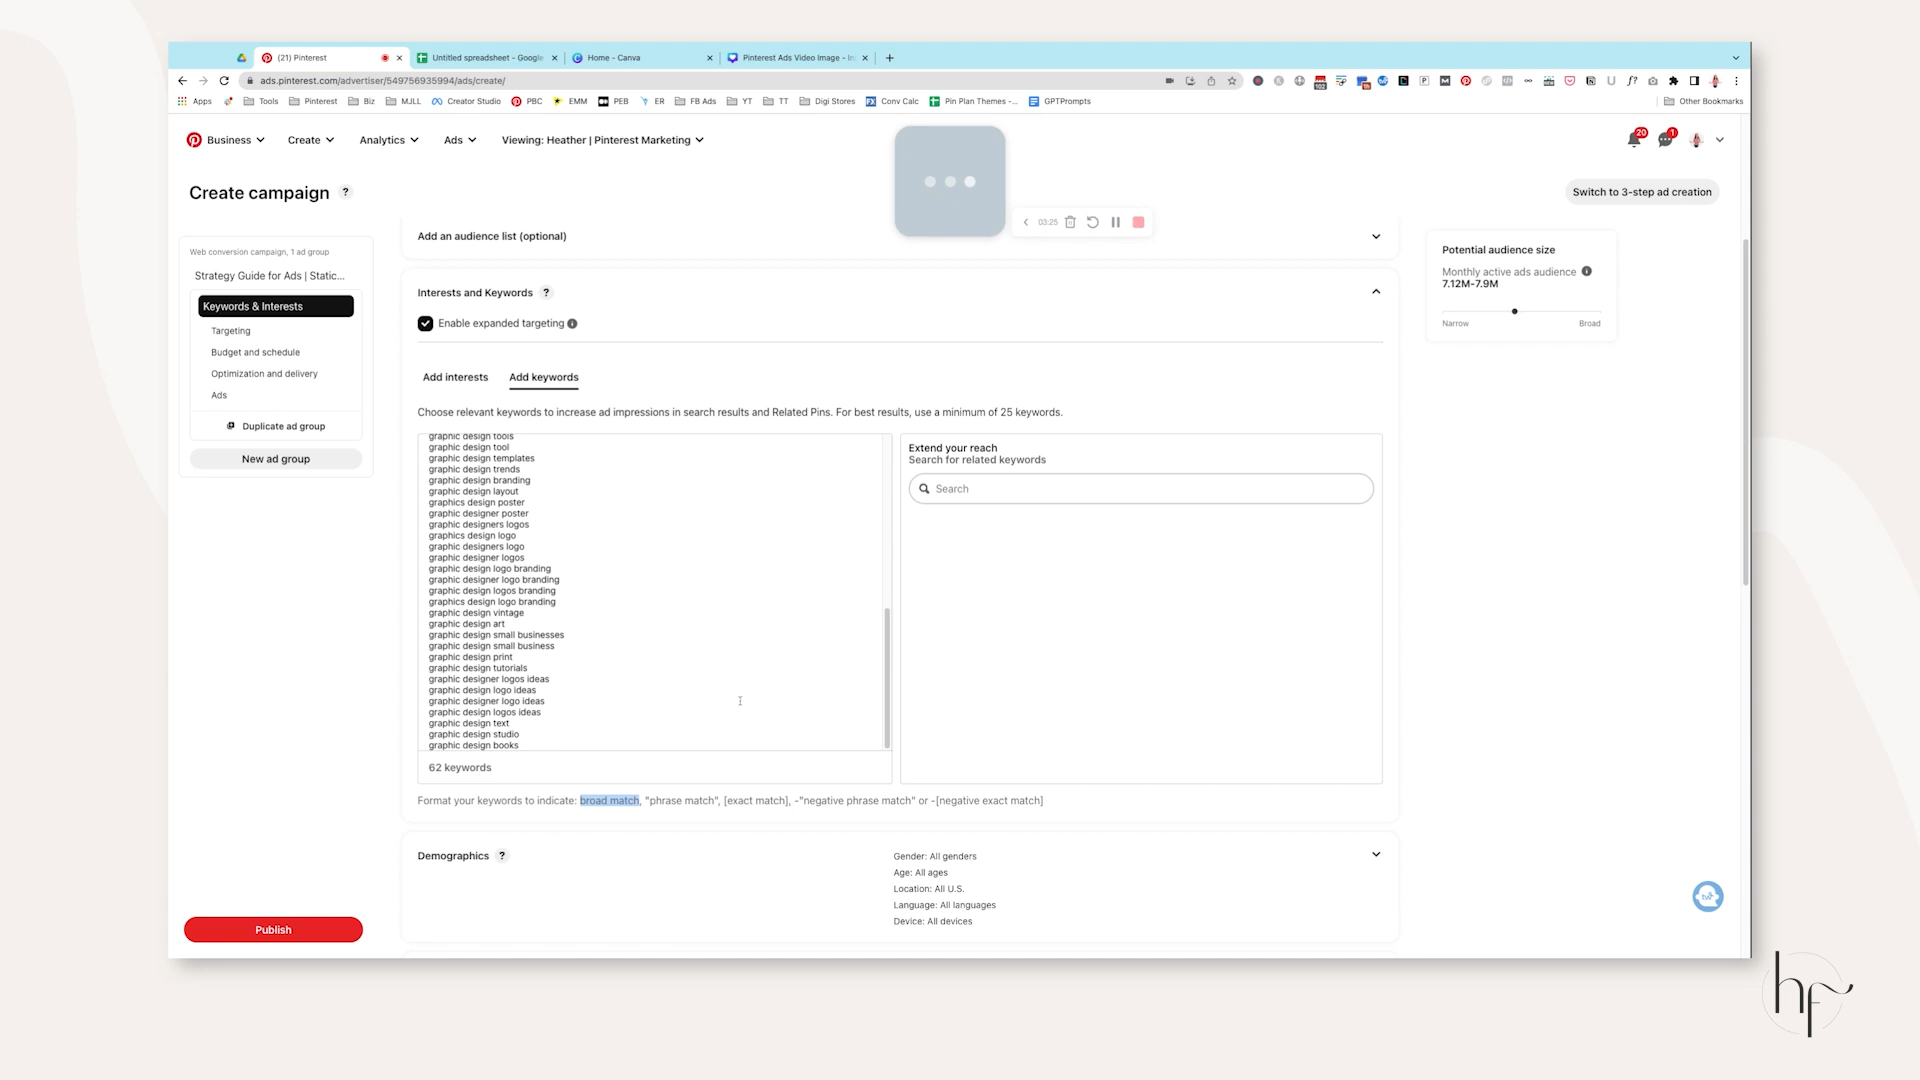 (21) Pinterest
Untitled spreadsheet - Google
Home - Canva
Pinterest Ads Video Image - In
ads.pinterest.com/advertiser/549756935994/ads/create/
Apps
Tools
Pinterest
Biz
MJLL
Creator Studio
PBC
EMM
PEB
ER
FB Ads
YT
TT
Digi Stores
Conv Calc
Pin Plan Themes -...
GPTPrompts
Other Bookmarks
Business
Create
Analytics
Ads
Viewing: Heather | Pinterest Marketing
20
1
Create campaign ?
Switch to 3-step ad creation
03:25
Web conversion campaign, 1 ad group
Strategy Guide for Ads | Static...
Keywords & Interests
Targeting
Budget and schedule
Optimization and delivery
Ads
Duplicate ad group
New ad group
Publish
Add an audience list (optional)
Interests and Keywords ?
Enable expanded targeting
Add interests
Add keywords
Choose relevant keywords to increase ad impressions in search results and Related Pins. For best results, use a minimum of 25 keywords.
graphic design tools
graphic design tool
graphic design templates
graphic design trends
graphic design branding
graphic design layout
graphics design poster
graphic designer poster
graphic designers logos
graphics design logo
graphic designers logo
graphic designer logos
graphic design logo branding
graphic designer logo branding
graphic design logos branding
graphics design logo branding
graphic design vintage
graphic design art
graphic design small businesses
graphic design small business
graphic design print
graphic design tutorials
graphic designer logos ideas
graphic design logo ideas
graphic designer logo ideas
graphic design logos ideas
graphic design text
graphic design studio
graphic design books
62 keywords
Extend your reach
Search for related keywords
Search
Format your keywords to indicate: broad match, "phrase match", [exact match], -"negative phrase match" or -[negative exact match]
Demographics ?
Gender: All genders
Age: All ages
Location: All U.S.
Language: All languages
Device: All devices
Potential audience size
Monthly active ads audience
7.12M-7.9M
Narrow
Broad
hf